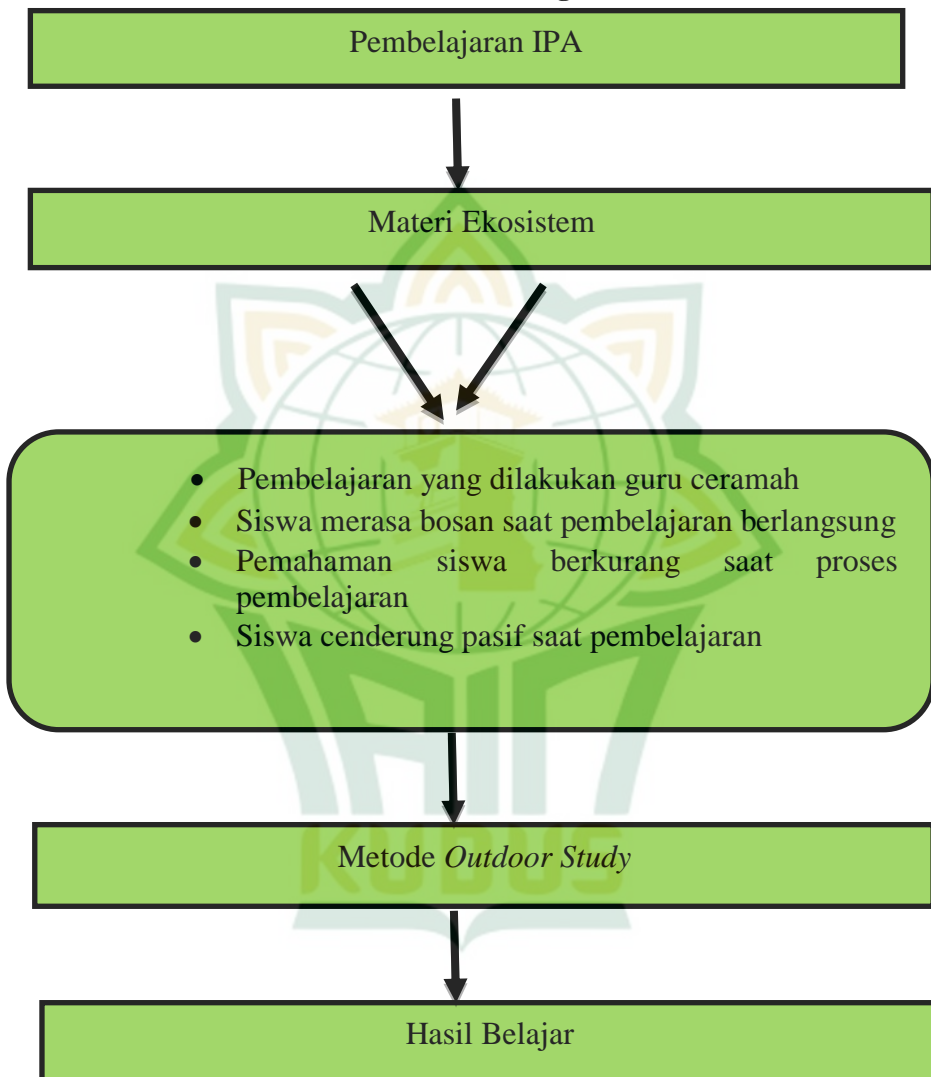 Pembelajaran IPA
Materi Ekosistem
• Pembelajaran yang dilakukan guru ceramah
• Siswa merasa bosan saat pembelajaran berlangsung
• Pemahaman siswa berkurang saat proses
pembelajaran
• Siswa cenderung pasif saat pembelajaran
KUDUS
Metode Outdoor Study
Hasil Belajar